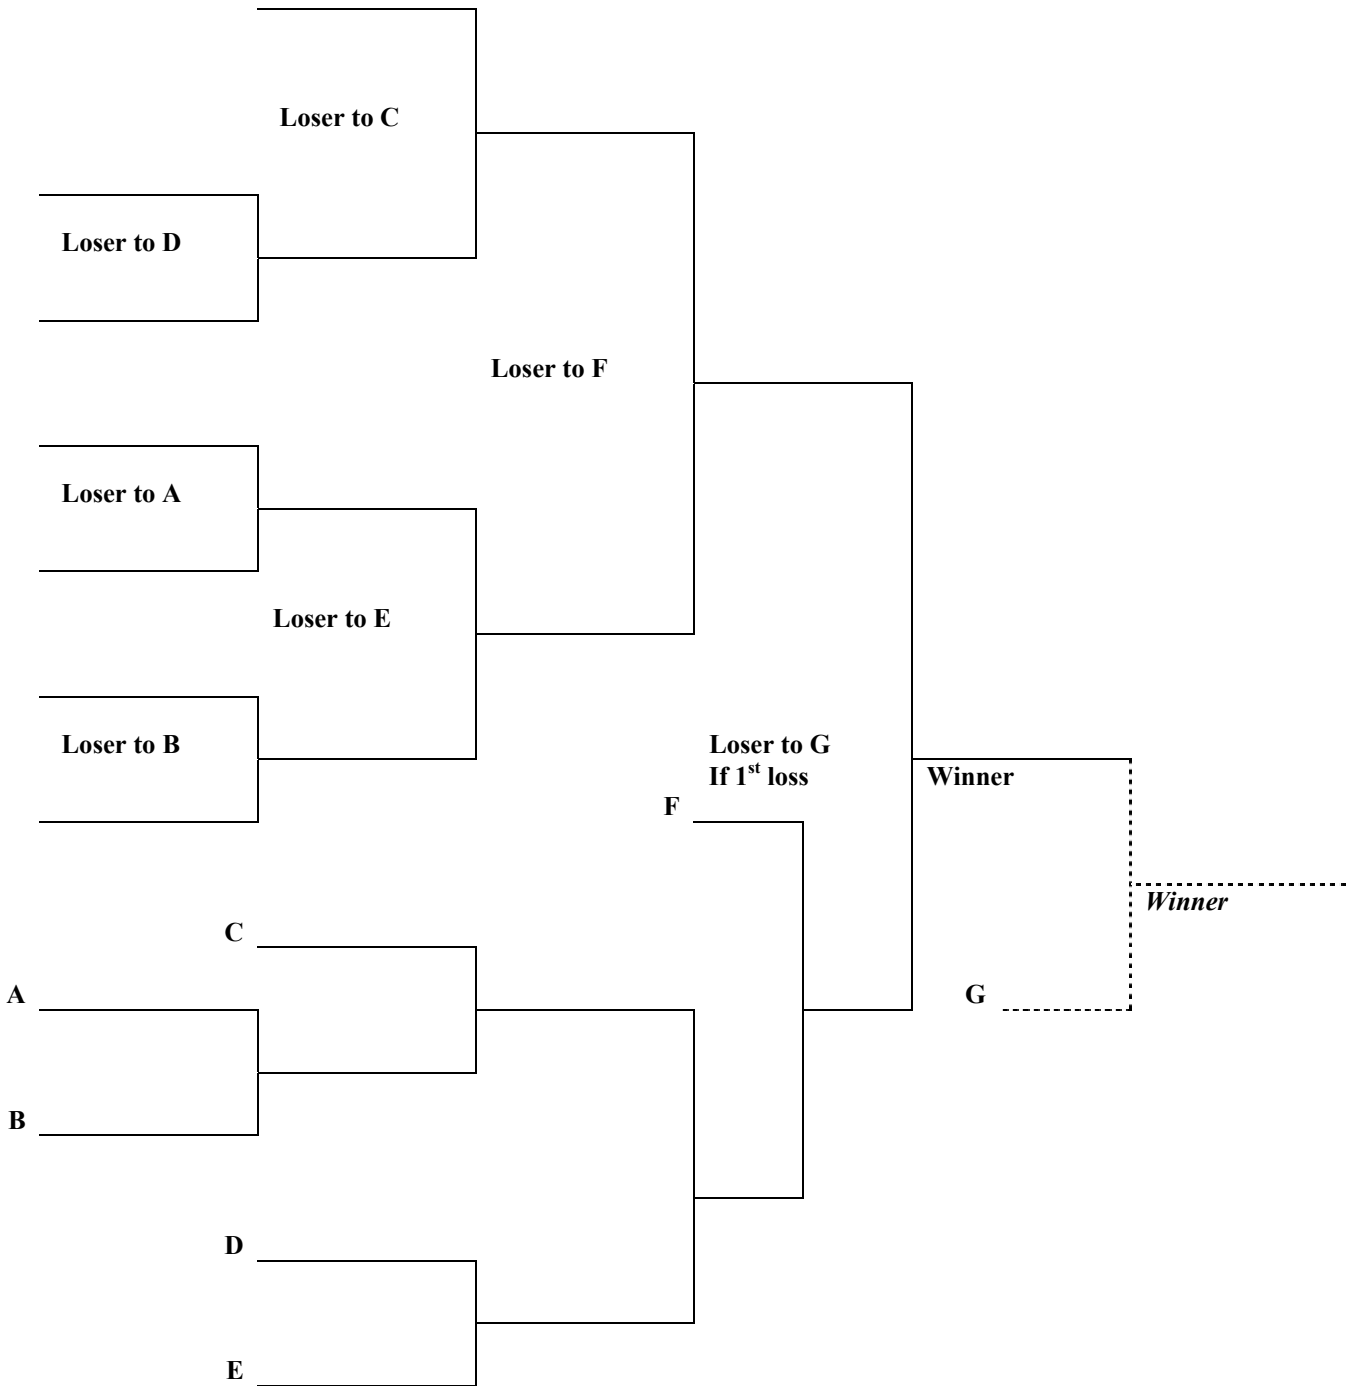 Loser to C
Loser to D
Loser to F
Loser to A
Loser to E
Loser to B
Loser to G
If 1st loss
Winner
F
Winner
C
A
G
B
D
E